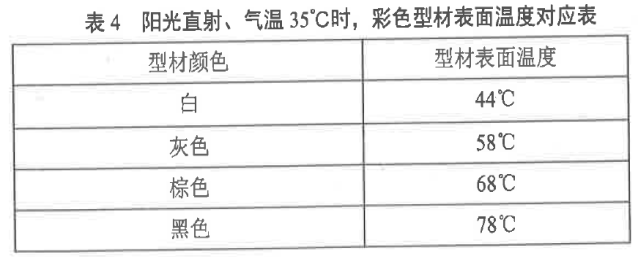 表4 阳光直射、气温35℃时，彩色型材表面温度对应表
型材颜色 型材表面温度
白 44℃
灰色 58℃
棕色 68℃
黑色 78℃